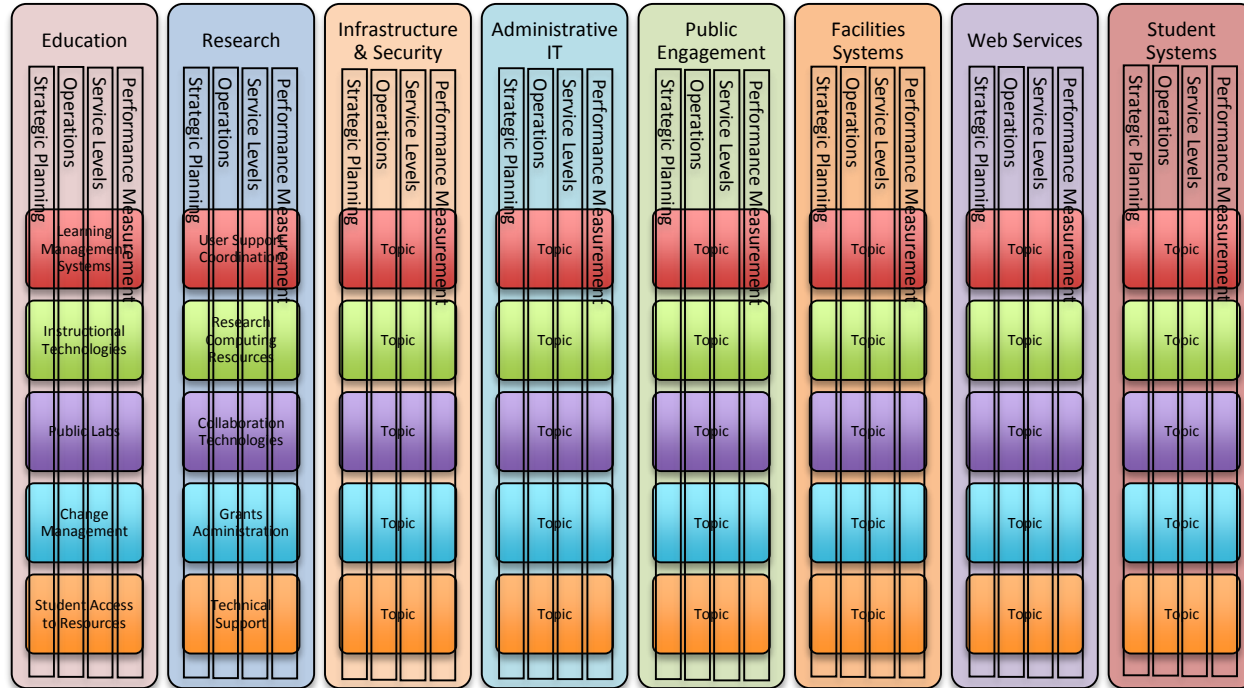 Education
Strategic Planning
Operations
Service Levels
Performance Measurement
Learning
Management
Systems
Instructional
Technologies
Public Labs
Change
Management
Student Access
to Resources
Research
Strategic Planning
Operations
Service Levels
Performance Measurement
User Support
Coordination
Research
Computing
Resources
Collaboration
Technologies
Grants
Administration
Technical
Support
Infrastructure
& Security
Strategic Planning
Operations
Service Levels
Performance Measurement
Topic
Topic
Topic
Topic
Topic
Administrative
IT
Strategic Planning
Operations
Service Levels
Performance Measurement
Topic
Topic
Topic
Topic
Topic
Public
Engagement
Strategic Planning
Operations
Service Levels
Performance Measurement
Topic
Topic
Topic
Topic
Topic
Facilities
Systems
Strategic Planning
Operations
Service Levels
Performance Measurement
Topic
Topic
Topic
Topic
Topic
Web Services
Strategic Planning
Operations
Service Levels
Performance Measurement
Topic
Topic
Topic
Topic
Topic
Student
Systems
Strategic Planning
Operations
Service Levels
Performance Measurement
Topic
Topic
Topic
Topic
Topic